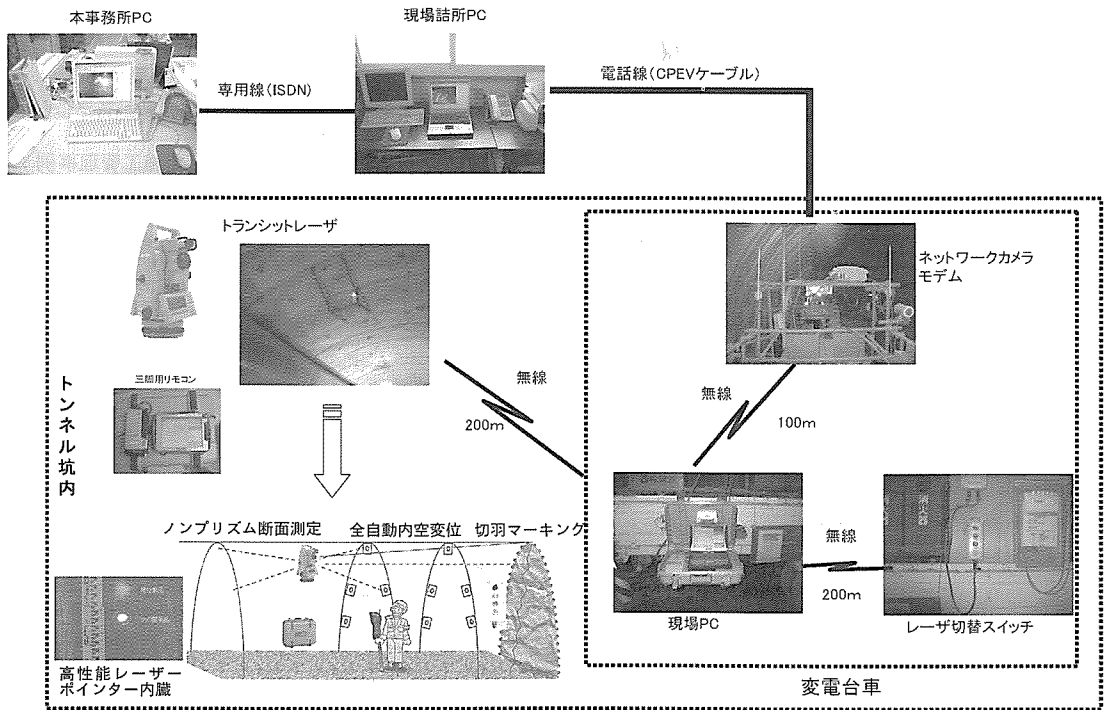 本事務所PC
現場詰所PC
専用線(ISDN)
電話線(CPEVケーブル)
トランシットレーザ
ネットワークカメラ
モデム
三脚用リモコン
トンネル坑内
無線
200m
無線
100m
ノンプリズム断面測定
全自動内空変位
切羽マーキング
無線
200m
現場PC
レーザ切替スイッチ
高性能レーザー
ポインター内臓
変電台車